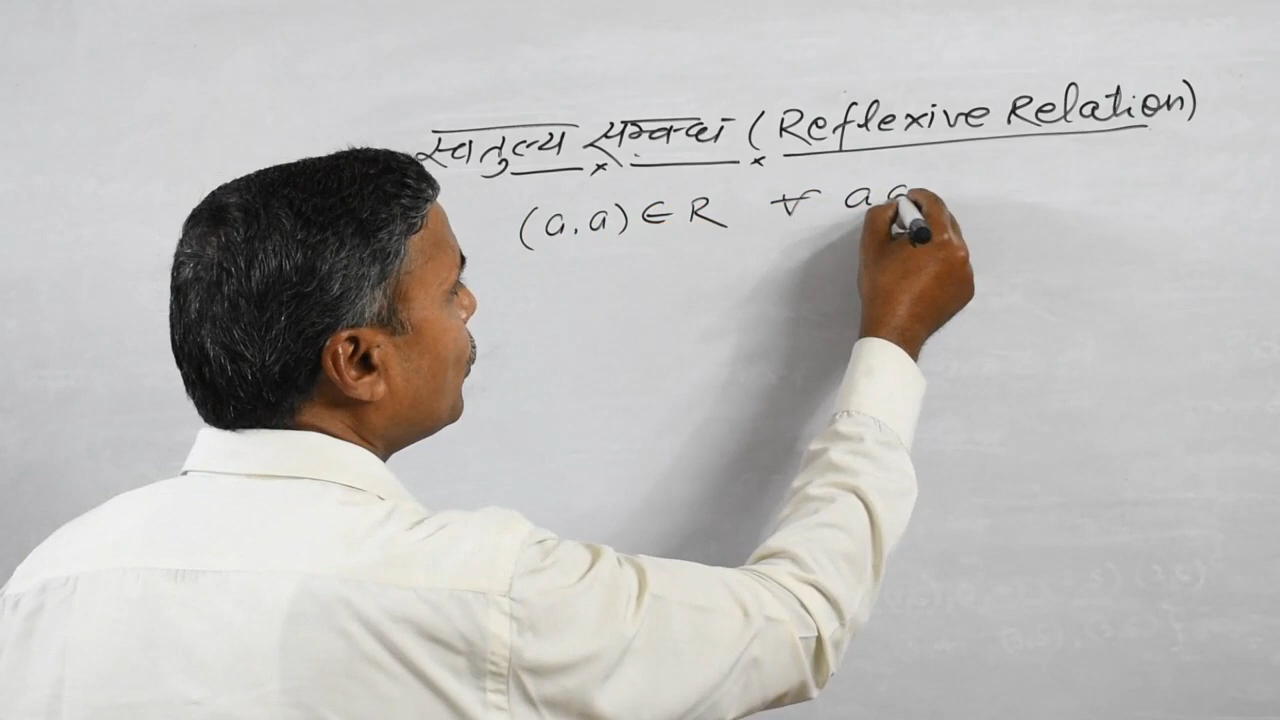 स्वतुल्य सम्बन्ध (Reflexive Relation)
(a,a) ∈ R ∀ a